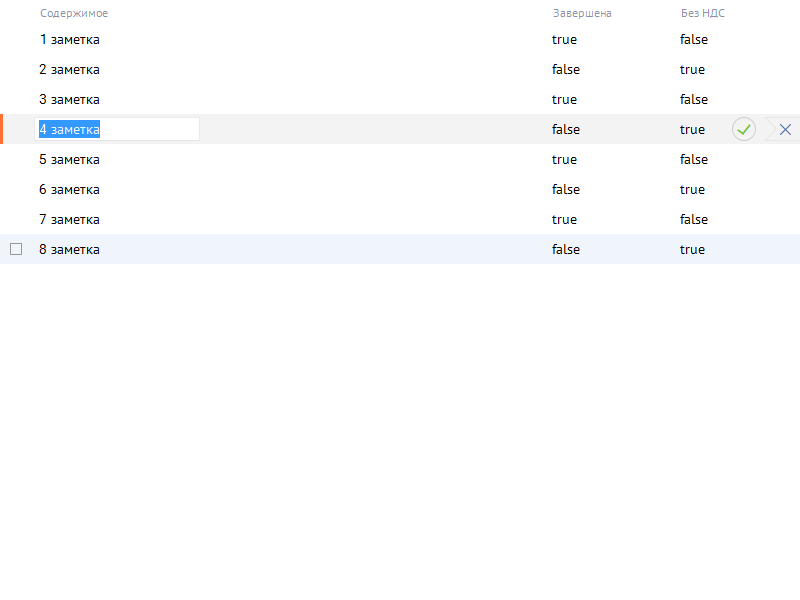 Содержимое Завершена Без НДС
1 заметка true false
2 заметка false true
3 заметка true false
4 заметка false true
5 заметка true false
6 заметка false true
7 заметка true false
8 заметка false true